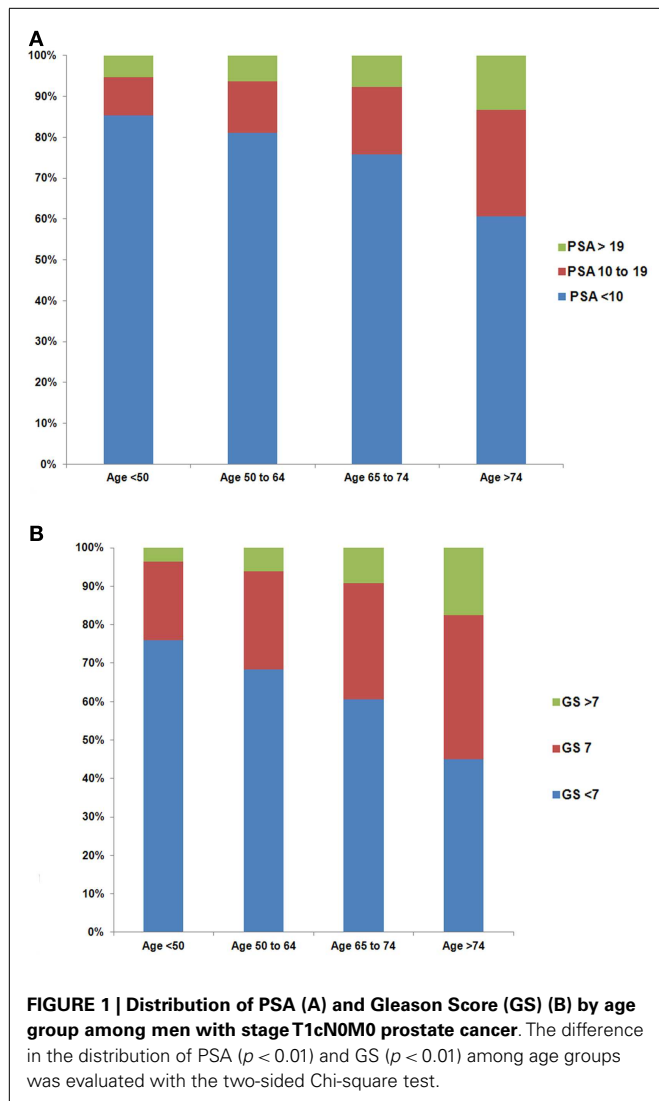 A
100%
90%
80%
70%
60%
50%
40%
30%
20%
10%
0%
Age <50 Age 50 to 64 Age 65 to 74 Age >74
PSA > 19
PSA 10 to 19
PSA <10
B
100%
90%
80%
70%
60%
50%
40%
30%
20%
10%
0%
Age <50 Age 50 to 64 Age 65 to 74 Age >74
GS >7
GS 7
GS <7
FIGURE 1 | Distribution of PSA (A) and Gleason Score (GS) (B) by age
group among men with stage T1cN0M0 prostate cancer. The difference
in the distribution of PSA (p < 0.01) and GS (p < 0.01) among age groups
was evaluated with the two-sided Chi-square test.